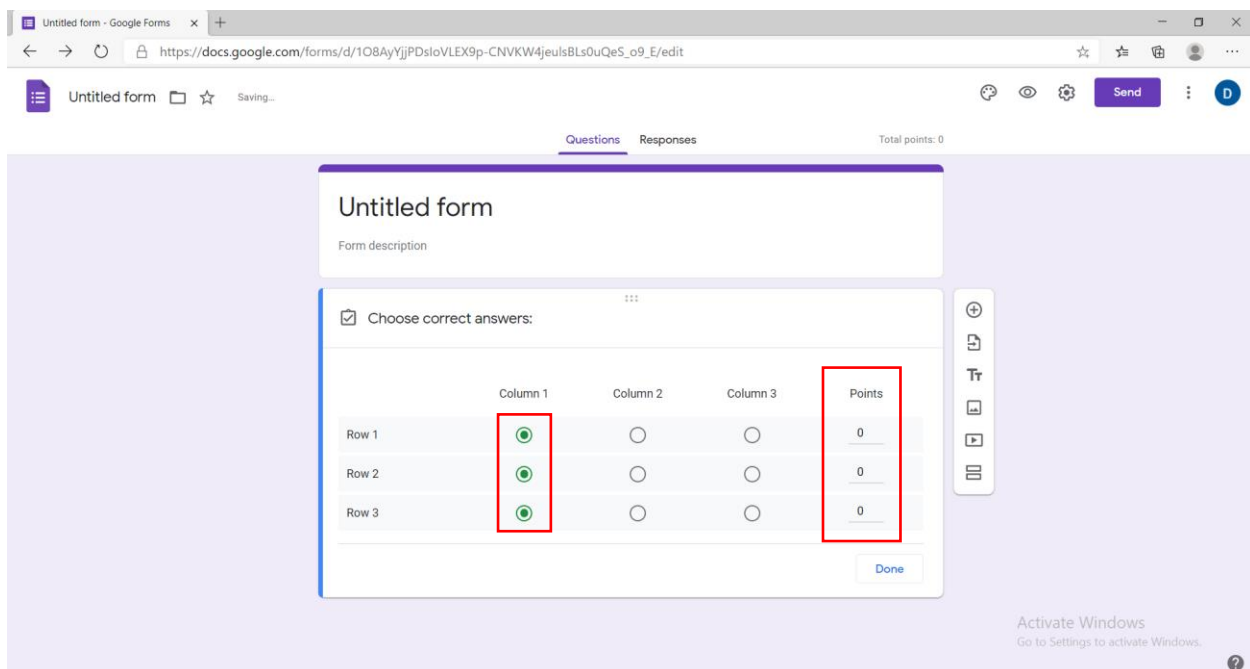 Untitled form - Google Forms
https://docs.google.com/forms/d/1O8AyYjjPDsIoVLEX9p-CNVKW4jeulsBLs0uQeS_o9_E/edit
Untitled form Saving...
Send
D
Questions Responses Total points: 0
Untitled form
Form description
Choose correct answers:
Column 1 Column 2 Column 3 Points
Row 1 0
Row 2 0
Row 3 0
Done
Activate Windows
Go to Settings to activate Windows.